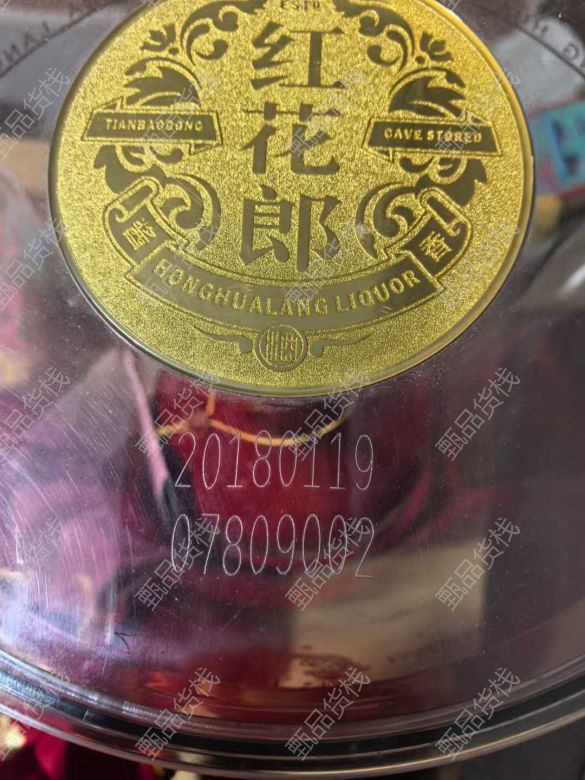 ESTD
红花郎
TIANBAODONG
CAVE STORED
酱香
HONGHUALANG LIQUOR
20180119
07809002
甄品货栈